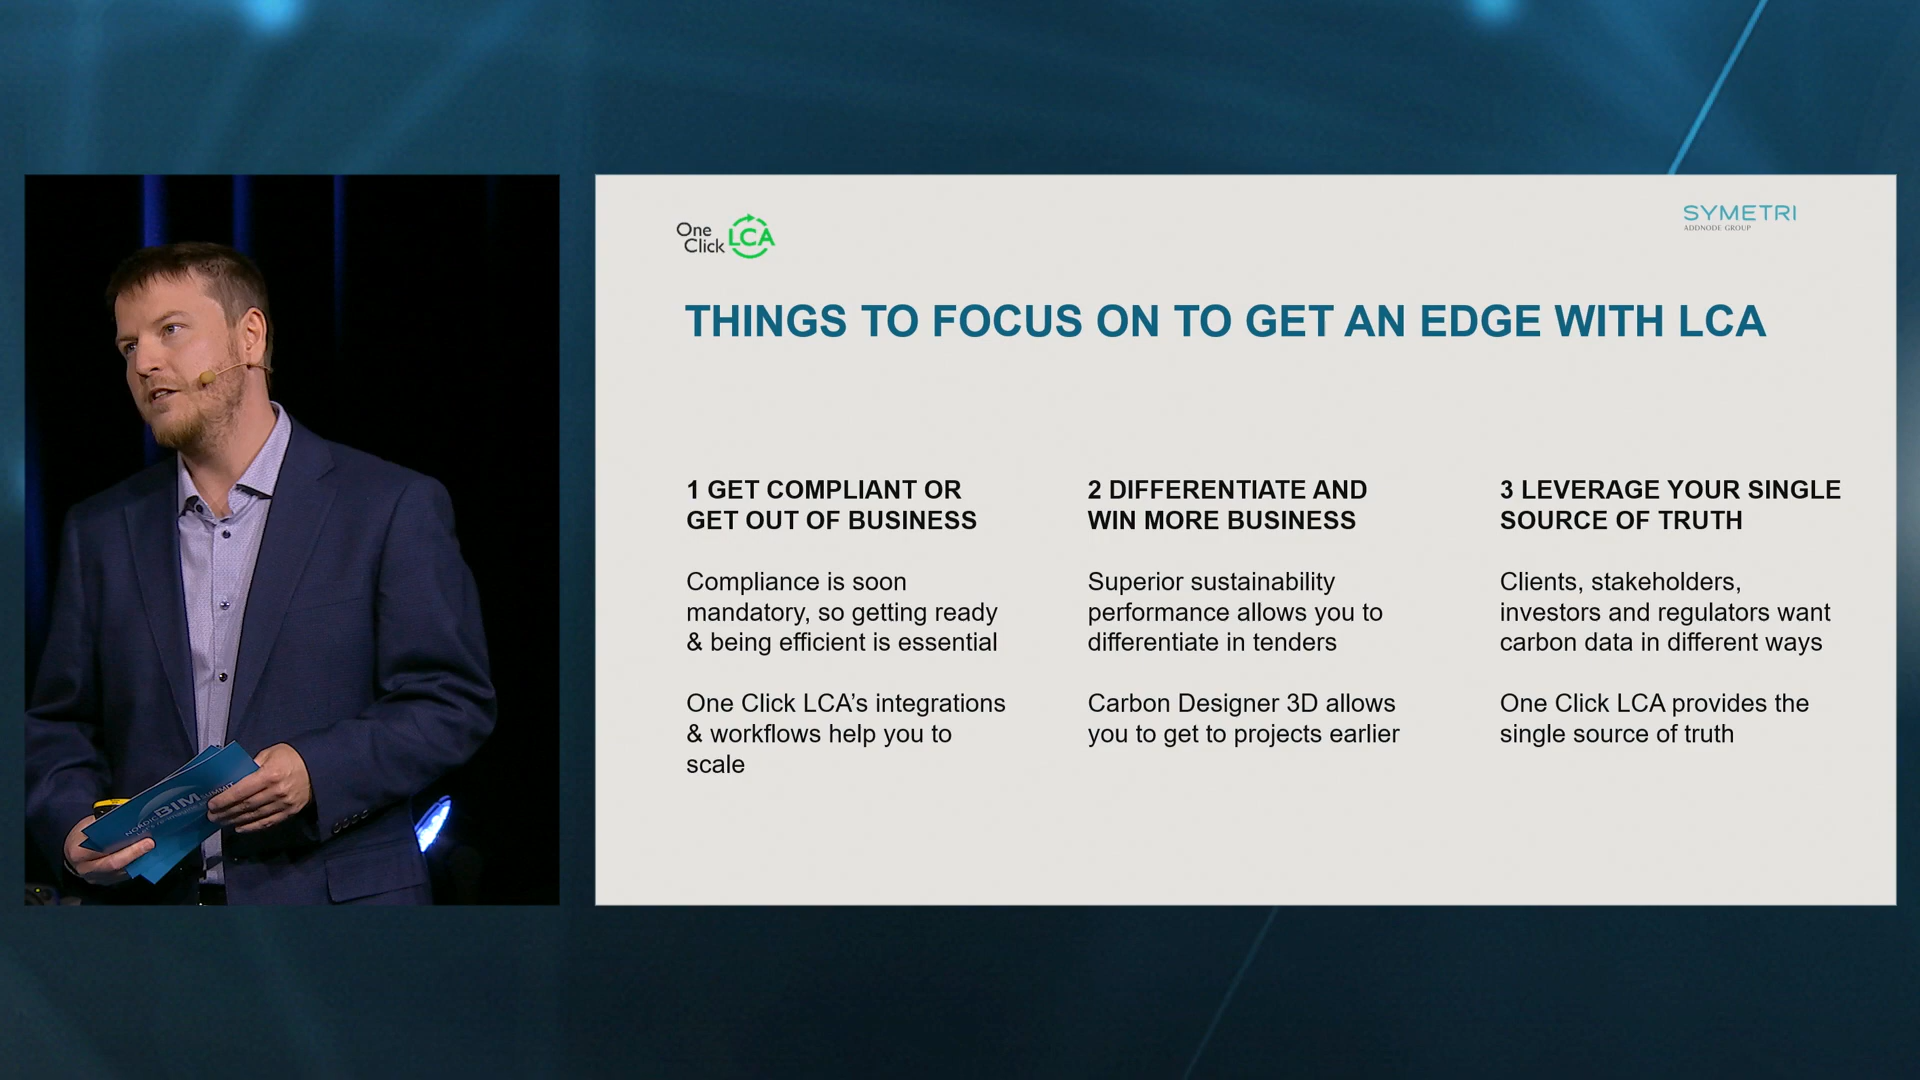 One
Click LCA
SYMETRI
ADDNODE GROUP
THINGS TO FOCUS ON TO GET AN EDGE WITH LCA
1 GET COMPLIANT OR
GET OUT OF BUSINESS
Compliance is soon
mandatory, so getting ready
& being efficient is essential
One Click LCA’s integrations
& workflows help you to
scale
2 DIFFERENTIATE AND
WIN MORE BUSINESS
Superior sustainability
performance allows you to
differentiate in tenders
Carbon Designer 3D allows
you to get to projects earlier
3 LEVERAGE YOUR SINGLE
SOURCE OF TRUTH
Clients, stakeholders,
investors and regulators want
carbon data in different ways
One Click LCA provides the
single source of truth
NORDIC BIM SUMMIT